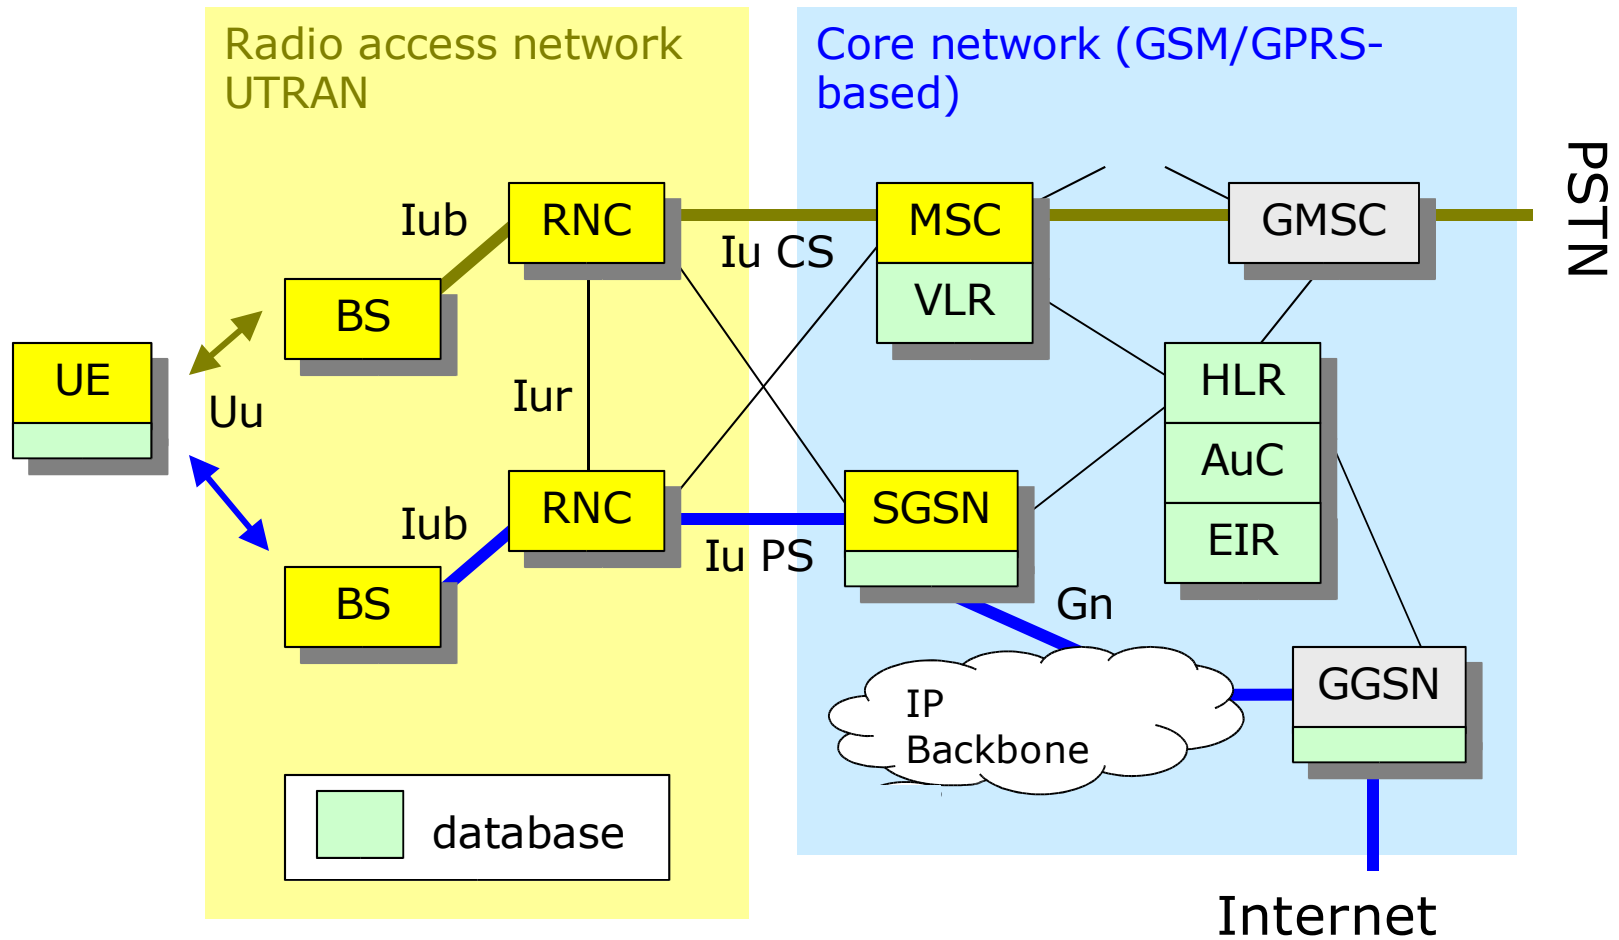 Radio access network
UTRAN
Core network (GSM/GPRS-
based)
PSTN
Iub
RNC
Iu CS
MSC
VLR
GMSC
BS
UE
Uu
Iur
HLR
AuC
EIR
Iub
RNC
Iu PS
SGSN
BS
Gn
IP
Backbone
GGSN
database
Internet